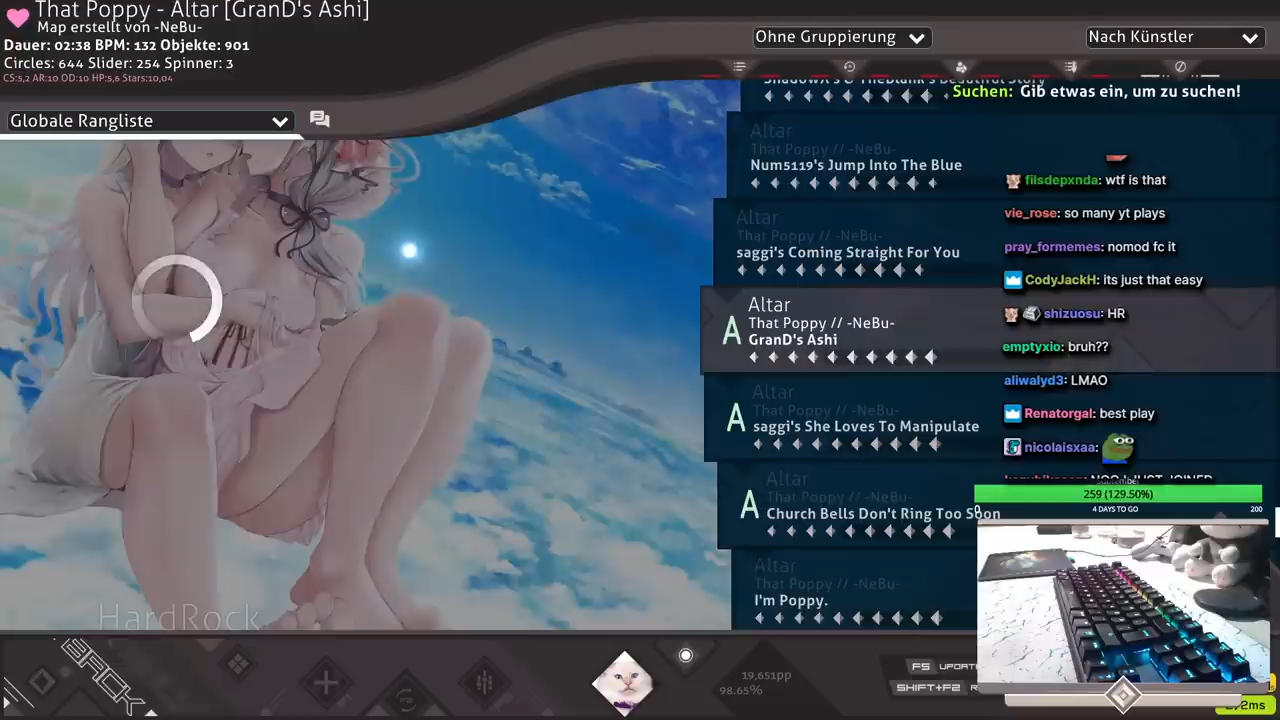 That Poppy - Altar [GranD's Ashi]
Map erstellt von -NeBu-
Dauer: 02:38 BPM: 132 Objekte: 901
Circles: 644 Slider: 254 Spinner: 3
CS:5,2 AR:10 OD:10 HP:5,6 Stars:10,04
Ohne Gruppierung
Nach Künstler
Globale Rangliste
Suchen: Gib etwas ein, um zu suchen!
Altar
That Poppy // -NeBu-
Num5119's Jump Into The Blue
Altar
That Poppy // -NeBu-
saggi's Coming Straight For You
A
Altar
That Poppy // -NeBu-
GranD's Ashi
A
Altar
That Poppy // -NeBu-
saggi's She Loves To Manipulate
A
Altar
That Poppy // -NeBu-
Church Bells Don't Ring Too Soon
Altar
That Poppy // -NeBu-
I'm Poppy.
filsdepxnda: wtf is that
vie_rose: so many yt plays
pray_formemes: nomod fc it
CodyJackH: its just that easy
shizuosu: HR
emptyxio: bruh??
aliwalyd3: LMAO
Renatorgal: best play
nicolaisxaa:
259 (129.50%)
0
4 DAYS TO GO
200
HardRock
BACK
19,651pp
98.65%
F5
SHIFT+F2